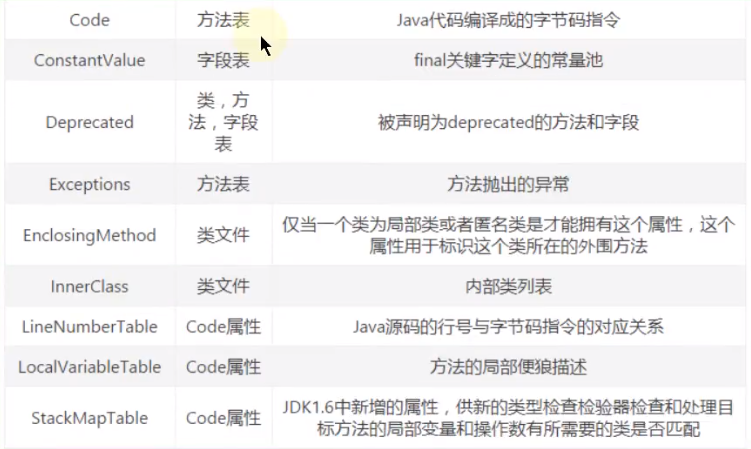 Code 方法表 Java代码编译成的字节码指令
ConstantValue 字段表 final关键字定义的常量池
Deprecated 类，方法，字段表 被声明为deprecated的方法和字段
Exceptions 方法表 方法抛出的异常
EnclosingMethod 类文件 仅当一个类为局部类或者匿名类是才能拥有这个属性，这个
属性用于标识这个类所在的外围方法
InnerClass 类文件 内部类列表
LineNumberTable Code属性 Java源码的行号与字节码指令的对应关系
LocalVariableTable Code属性 方法的局部便狼描述
StackMapTable Code属性 JDK1.6中新增的属性，供新的类型检查检验器检查和处理目
标方法的局部变量和操作数有所需要的类是否匹配